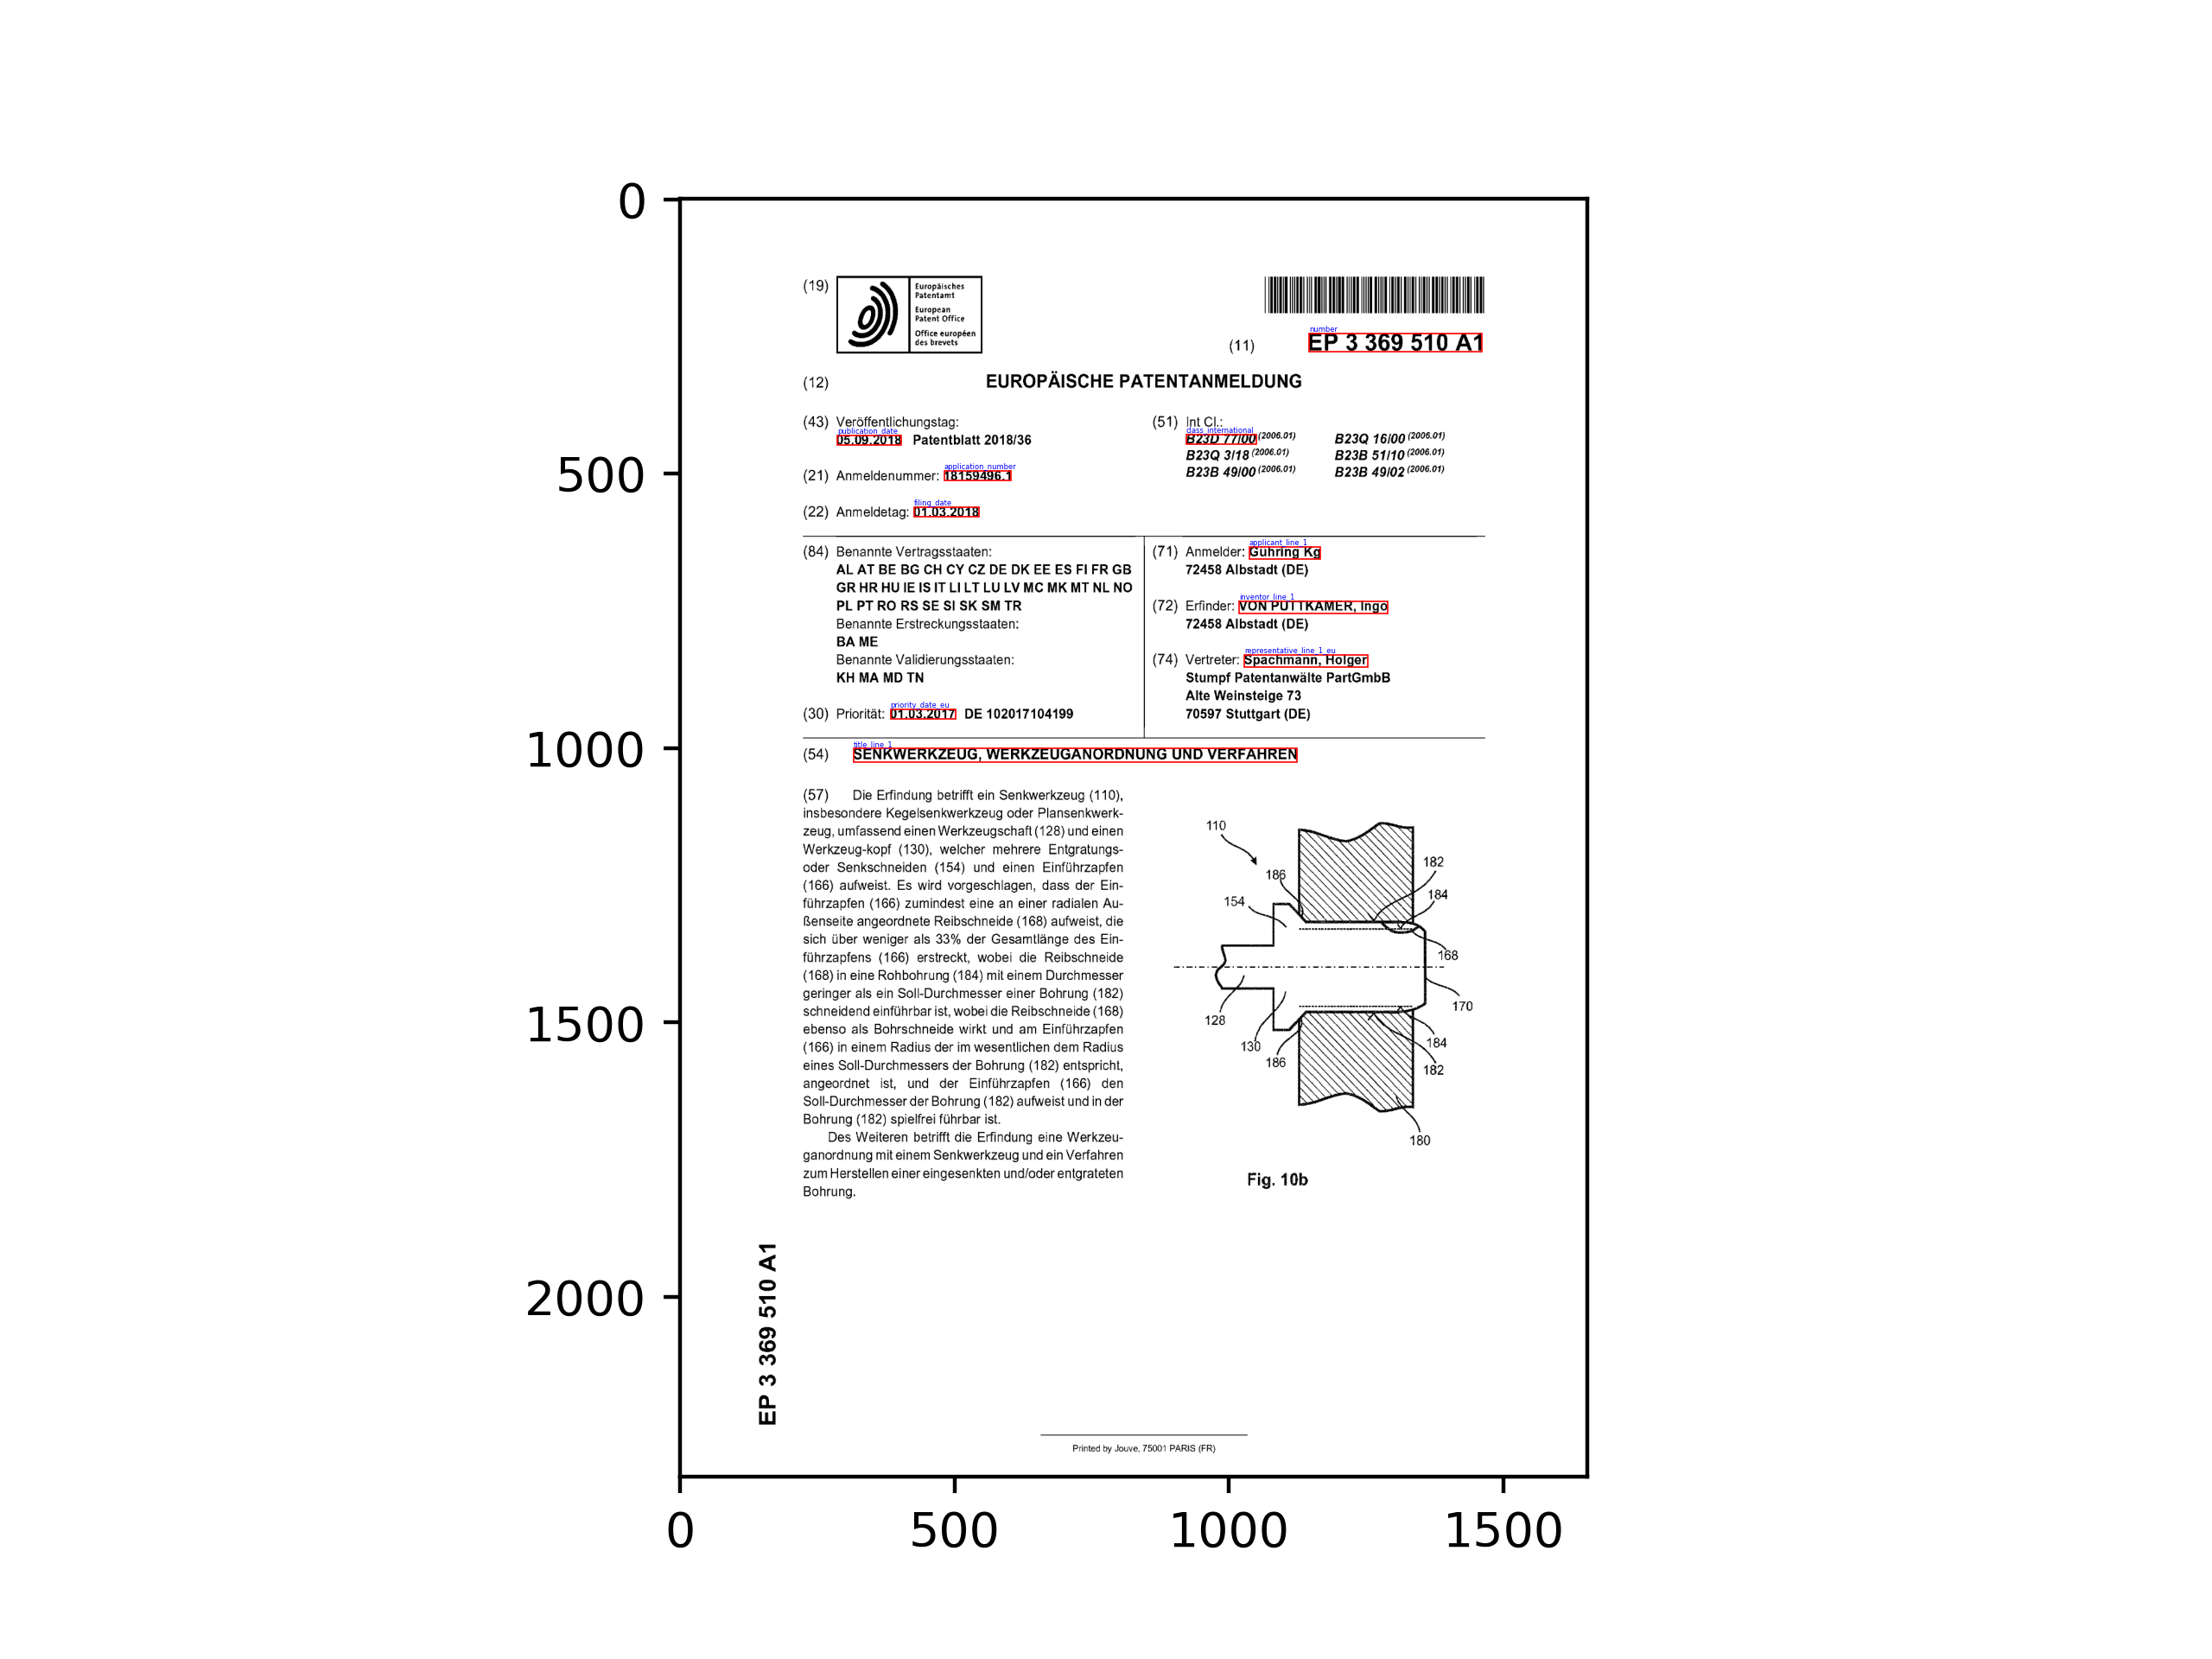 0
500
1000
1500
2000
0
500
1000
1500
(19)
Europäisches
Patentamt
European
Patent Office
Office européen
des brevets
number
(11)
EP 3 369 510 A1
(12)
EUROPÄISCHE PATENTANMELDUNG
(43) Veröffentlichungstag:
publication_date
05.09.2018 Patentblatt 2018/36
application_number
(21) Anmeldenummer: 18159496.1
filing_date
(22) Anmeldetag: 01.03.2018
(51) Int Cl.:
class_international
B23D 77/00 (2006.01) B23Q 16/00 (2006.01)
B23Q 3/18 (2006.01) B23B 51/10 (2006.01)
B23B 49/00 (2006.01) B23B 49/02 (2006.01)
(84) Benannte Vertragsstaaten:
AL AT BE BG CH CY CZ DE DK EE ES FI FR GB
GR HR HU IE IS IT LI LT LU LV MC MK MT NL NO
PL PT RO RS SE SI SK SM TR
Benannte Erstreckungsstaaten:
BA ME
Benannte Validierungsstaaten:
KH MA MD TN
priority_date_eu
(30) Priorität: 01.03.2017 DE 102017104199
applicant_line_1
(71) Anmelder: Gühring Kg
72458 Albstadt (DE)
inventor_line_1
(72) Erfinder: VON PUTTKAMER, Ingo
72458 Albstadt (DE)
representative_line_1_eu
(74) Vertreter: Spachmann, Holger
Stumpf Patentanwälte PartGmbB
Alte Weinsteige 73
70597 Stuttgart (DE)
title_line_1
(54) SENKWERKZEUG, WERKZEUGANORDNUNG UND VERFAHREN
(57) Die Erfindung betrifft ein Senkwerkzeug (110),
insbesondere Kegelsenkwerkzeug oder Plansenkwerk-
zeug, umfassend einen Werkzeugschaft (128) und einen
Werkzeug-kopf (130), welcher mehrere Entgratungs-
oder Senkschneiden (154) und einen Einführzapfen
(166) aufweist. Es wird vorgeschlagen, dass der Ein-
führzapfen (166) zumindest eine an einer radialen Au-
ßenseite angeordnete Reibschneide (168) aufweist, die
sich über weniger als 33% der Gesamtlänge des Ein-
führzapfens (166) erstreckt, wobei die Reibschneide
(168) in eine Rohbohrung (184) mit einem Durchmesser
geringer als ein Soll-Durchmesser einer Bohrung (182)
schneidend einführbar ist, wobei die Reibschneide (168)
ebenso als Bohrschneide wirkt und am Einführzapfen
(166) in einem Radius der im wesentlichen dem Radius
eines Soll-Durchmessers der Bohrung (182) entspricht,
angeordnet ist, und der Einführzapfen (166) den
Soll-Durchmesser der Bohrung (182) aufweist und in der
Bohrung (182) spielfrei führbar ist.
Des Weiteren betrifft die Erfindung eine Werkzeu-
ganordnung mit einem Senkwerkzeug und ein Verfahren
zum Herstellen einer eingesenkten und/oder entgrateten
Bohrung.
110
182
186
184
154
168
170
128
184
130
186
182
180
Fig. 10b
EP 3 369 510 A1
Printed by Jouve, 75001 PARIS (FR)